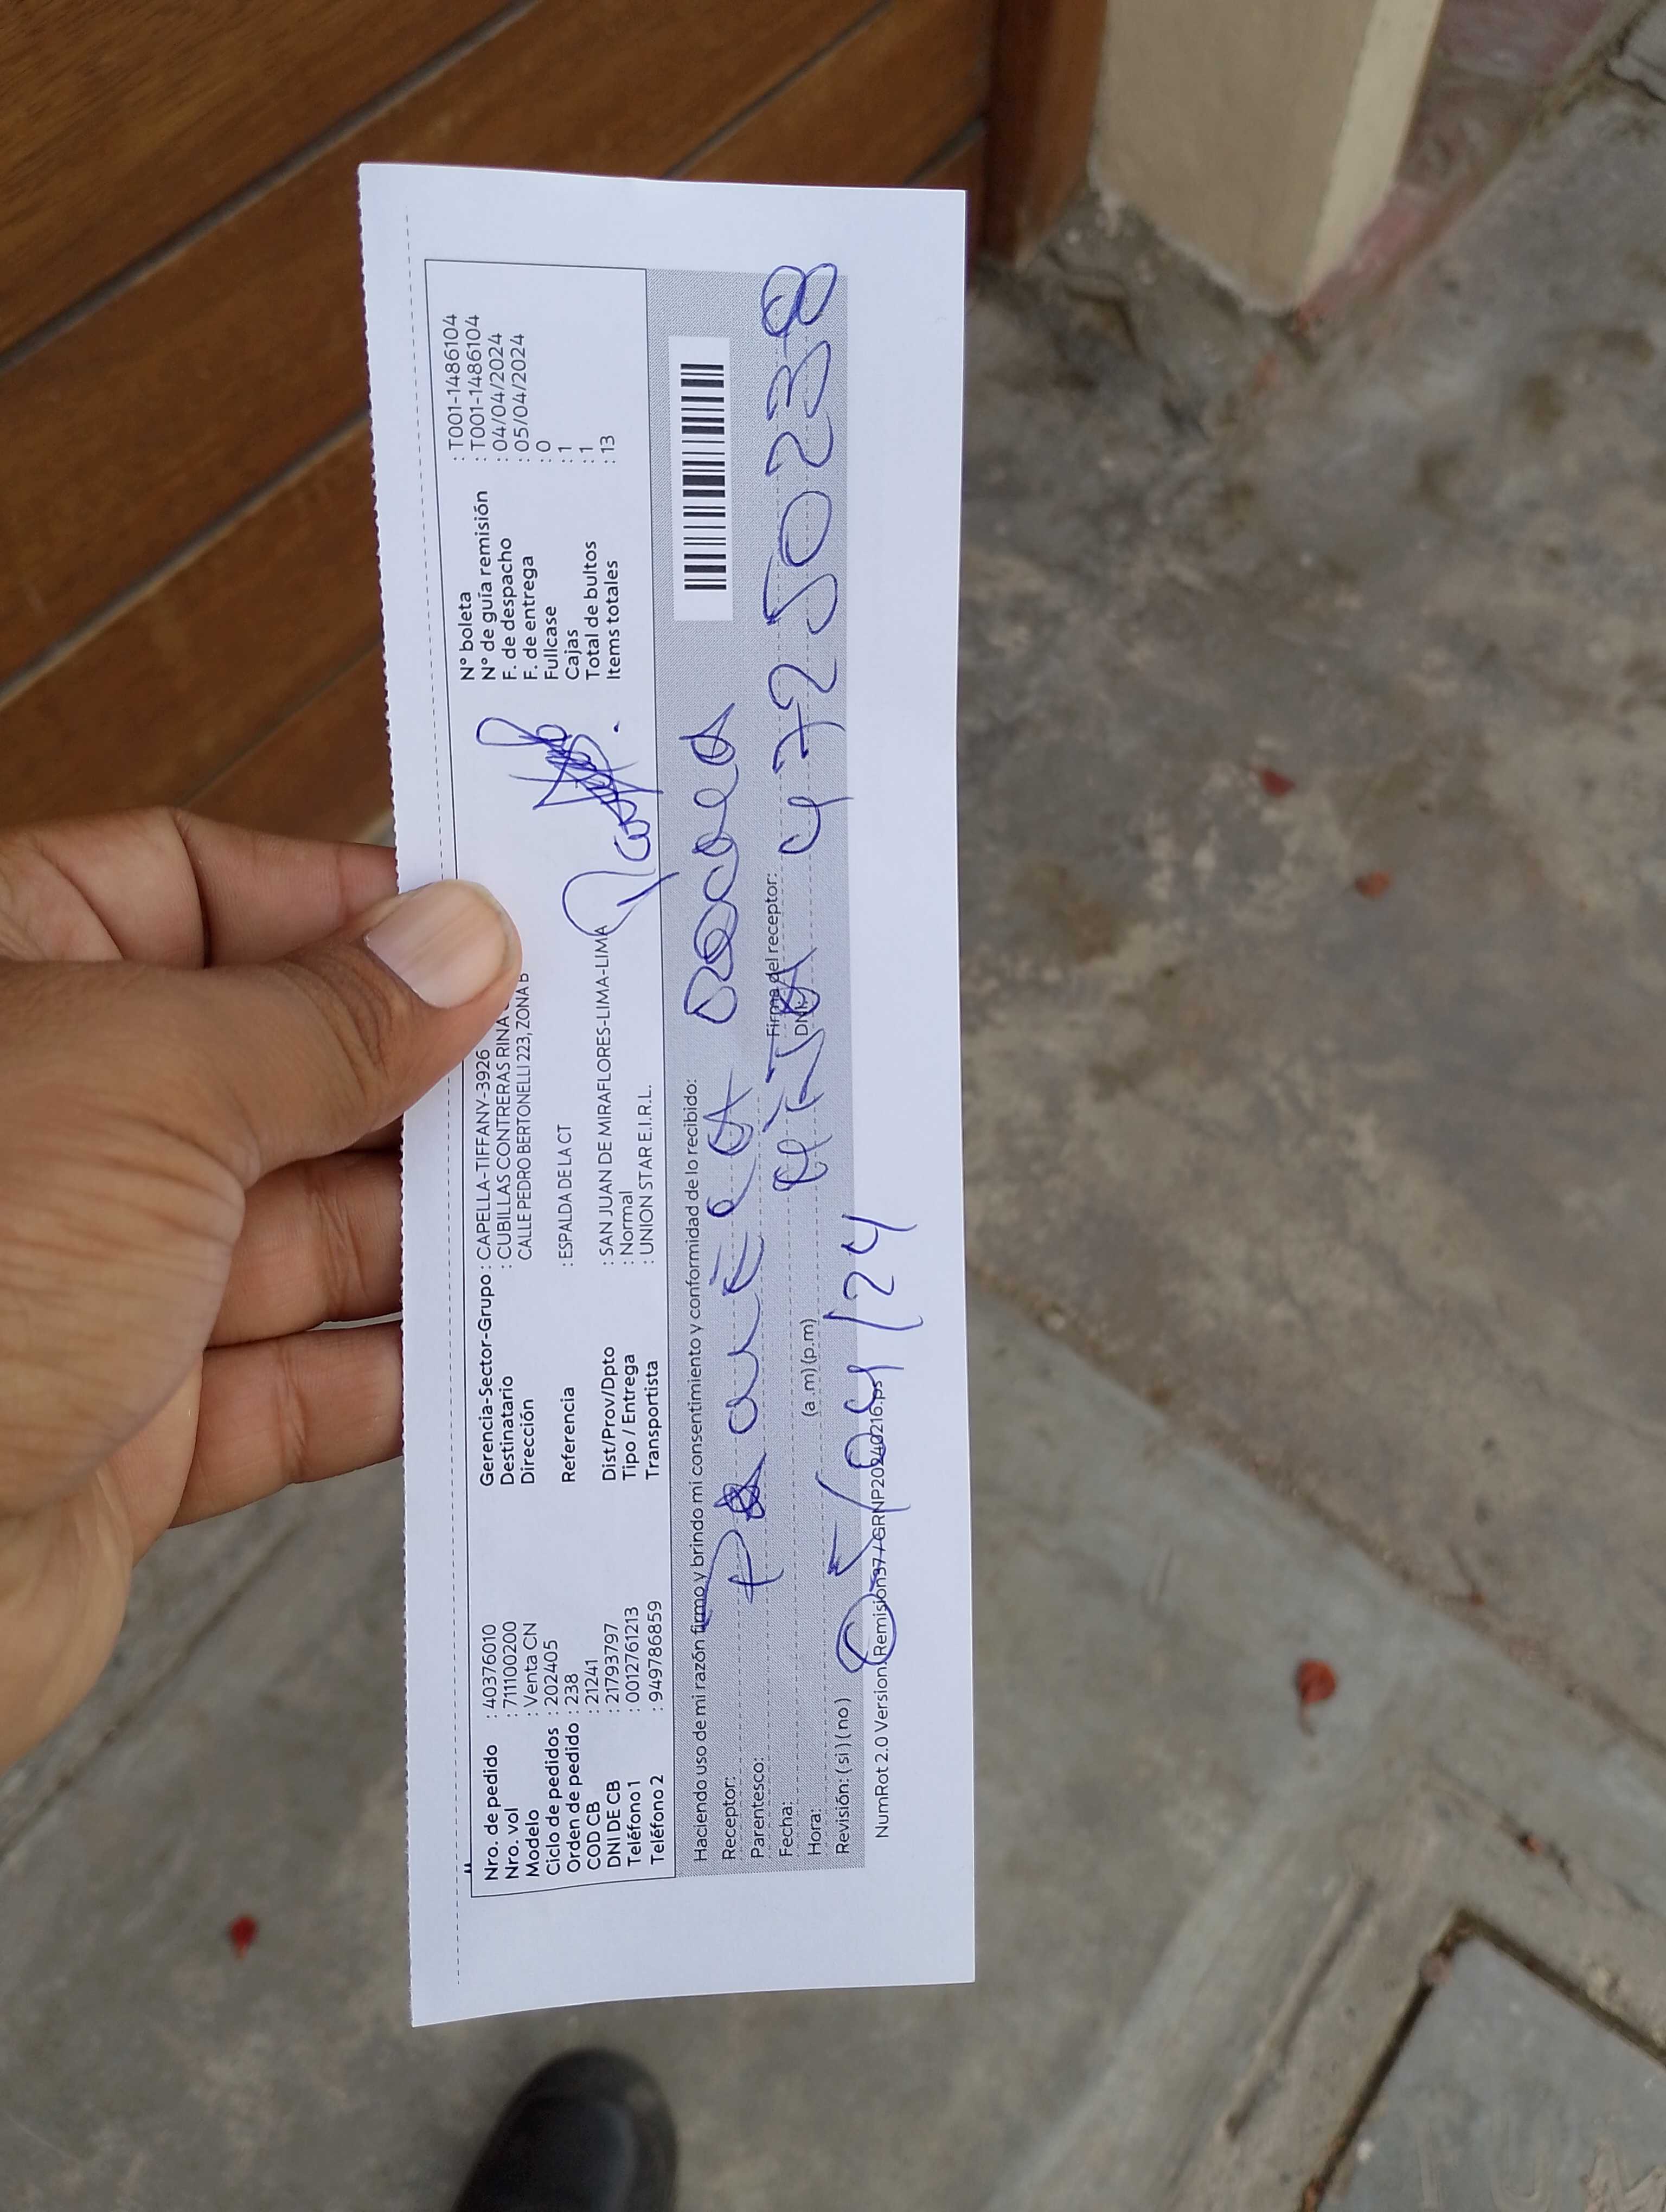 Nro. de pedido : 40376010
Nro. vol : 711100200
Modelo : Venta CN
Ciclo de pedidos : 202405
Orden de pedido : 238
COD CB : 21241
DNI DE CB : 21793797
Teléfono 1 : 0012761213
Teléfono 2 : 949786859
Gerencia-Sector-Grupo : CAPELLA-TIFFANY-3926
Destinatario : CUBILLAS CONTRERAS RINA
Dirección CALLE PEDRO BERTONELLI 223, ZONA
Referencia : ESPALDA DE LA CT
Dist/Prov/Dpto : SAN JUAN DE MIRAFLORES-LIMA-LIMA
Tipo / Entrega : Normal
Transportista : UNION STAR E.I.R.L.
N° boleta : T001-1486104
N° de guía remisión : T001-1486104
F. de despacho : 04/04/2024
F. de entrega : 05/04/2024
Fullcase : 0
Cajas : 1
Total de bultos : 1
Items totales : 13
Haciendo uso de mi razón firmo y brindo mi consentimiento y conformidad de lo recibido:
Receptor:
Parentesco:
Firma del receptor:
Fecha:
DNI:
Hora: (a .m) (p.m)
47250238
05/04/24
Revisión: ( si ) ( no )
NumRot 2.0 Version: Remision37 / GRNP20240216.ps